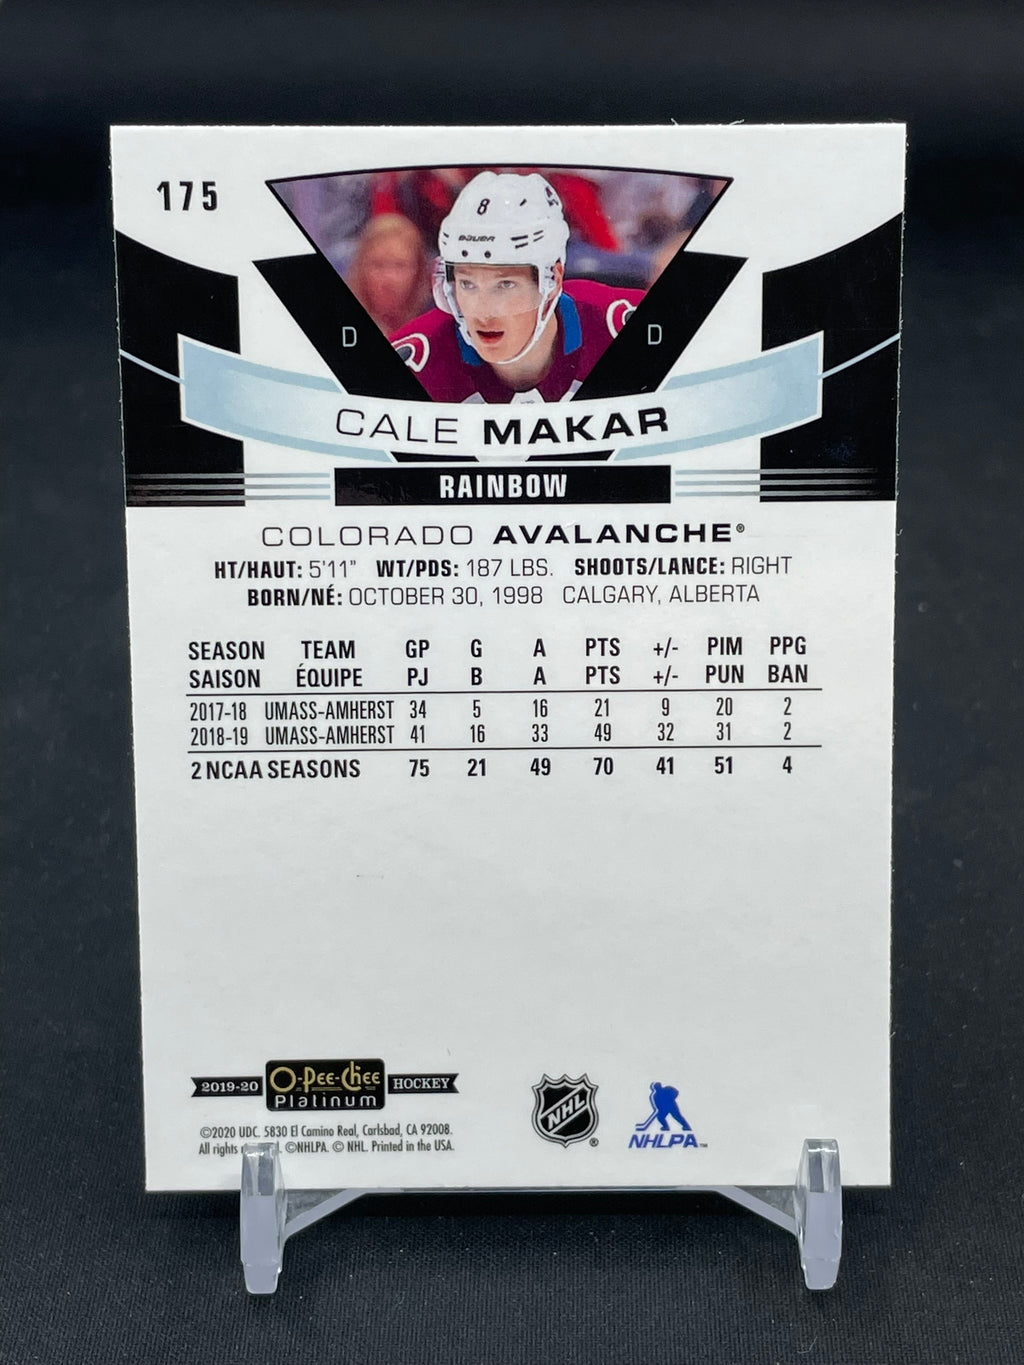 175
8
BAUER
D
D
CALE MAKAR
RAINBOW
COLORADO AVALANCHE®
HT/HAUT: 5'11" WT/PDS: 187 LBS. SHOOTS/LANCE: RIGHT
BORN/NÉ: OCTOBER 30, 1998 CALGARY, ALBERTA
SEASON TEAM GP G A PTS +/- PIM PPG
SAISON ÉQUIPE PJ B A PTS +/- PUN BAN
2017-18 UMASS-AMHERST 34 5 16 21 9 20 2
2018-19 UMASS-AMHERST 41 16 33 49 32 31 2
2 NCAA SEASONS 75 21 49 70 41 51 4
2019-20 O-Pee-Chee HOCKEY
Platinum
©2020 UDC. 5830 El Camino Real, Carlsbad, CA 92008.
All rights ©NHLPA. © NHL. Printed in the USA.
NHL ®
NHLPA™